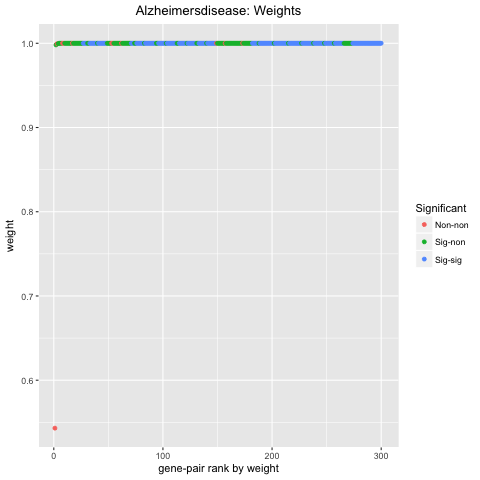 Alzheimersdisease: Weights
1.0
0.9
0.8
0.7
0.6
weight
0
100
200
300
gene-pair rank by weight
Significant
Non-non
Sig-non
Sig-sig